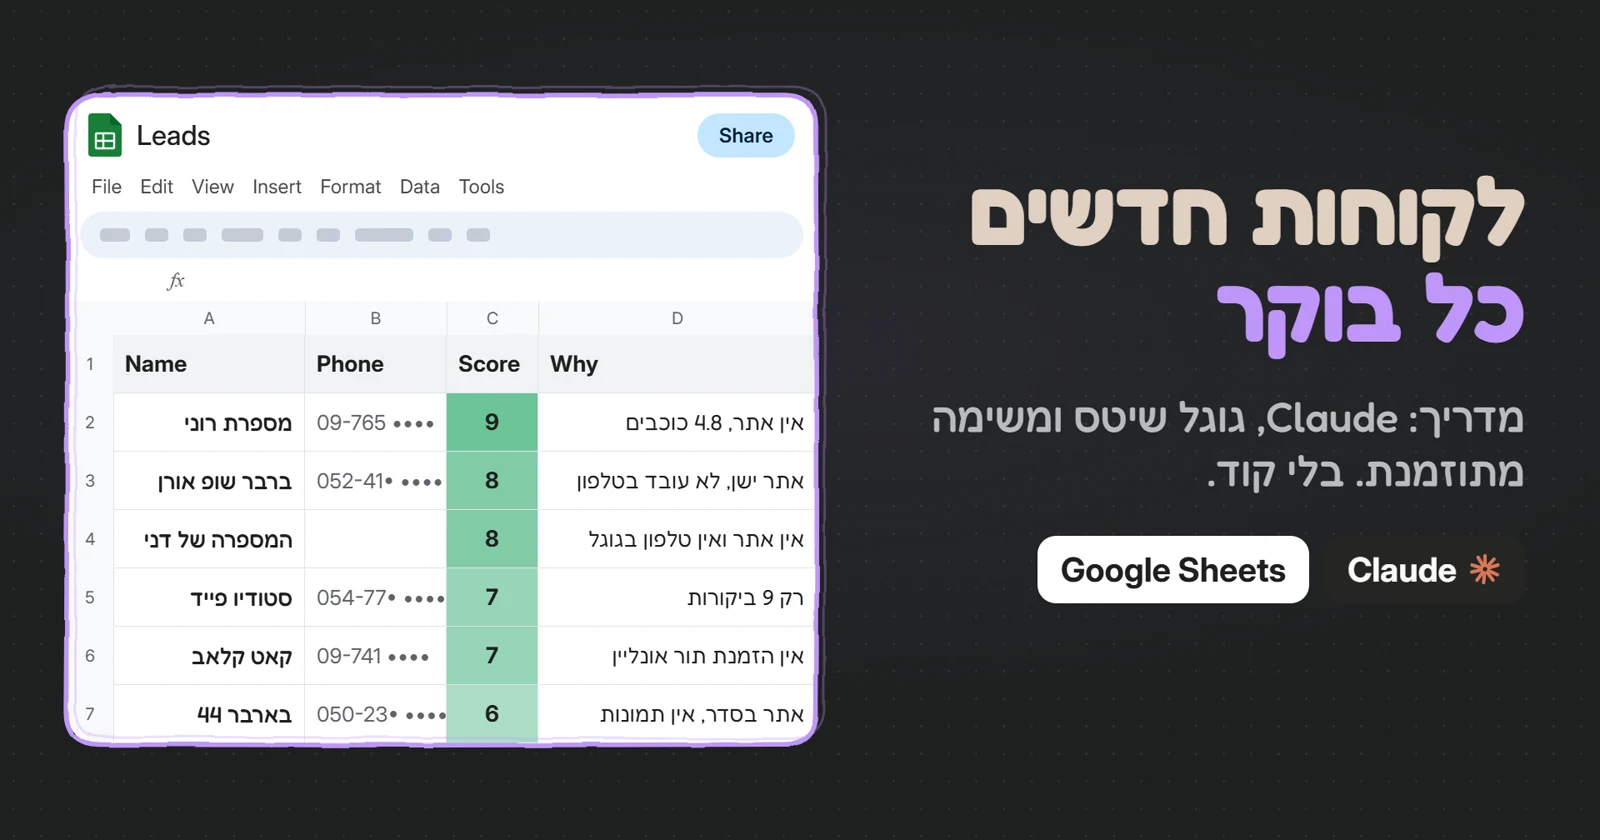 Leads
Share
File Edit View Insert Format Data Tools
fx
A B C D
1 Name Phone Score Why
2 מספרת רוני 09-765 •••• 9 אין אתר, 4.8 כוכבים
3 ברבר שופ אורן 052-41• •••• 8 אתר ישן, לא עובד בטלפון
4 המספרה של דני 8 אין אתר ואין טלפון בגוגל
5 סטודיו פייד 054-77• •••• 7 רק 9 ביקורות
6 קאט קלאב 09-741 •••• 7 אין הזמנת תור אונליין
7 בארבר 44 050-23• •••• 6 אתר בסדר, אין תמונות
לקוחות חדשים
כל בוקר
מדריך: Claude, גוגל שיטס ומשימה
מתוזמנת. בלי קוד.
Claude
Google Sheets